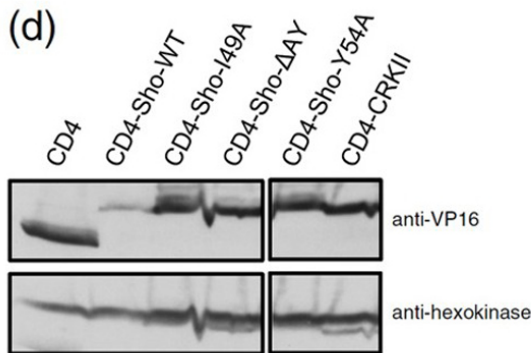 (d)
CD4
CD4-Sho-WT
CD4-Sho-I49A
CD4-Sho-ΔAY
CD4-Sho-Y54A
CD4-CRKII
anti-VP16
anti-hexokinase